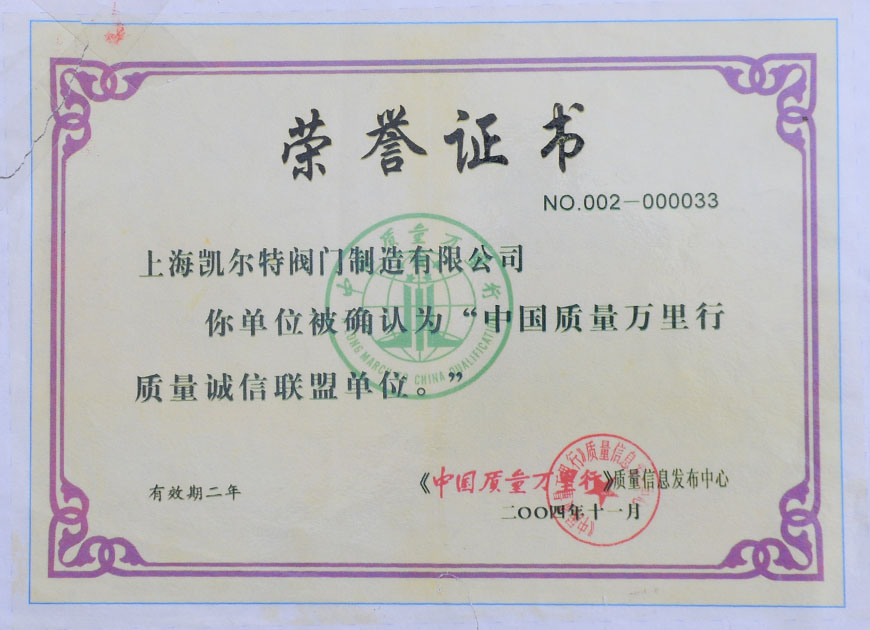 荣誉证书
NO.002-000033
上海凯尔特阀门制造有限公司
你单位被确认为“中国质量万里行
质量诚信联盟单位。”
有效期二年
《中国质量万里行》质量信息发布中心
二〇〇四年十一月